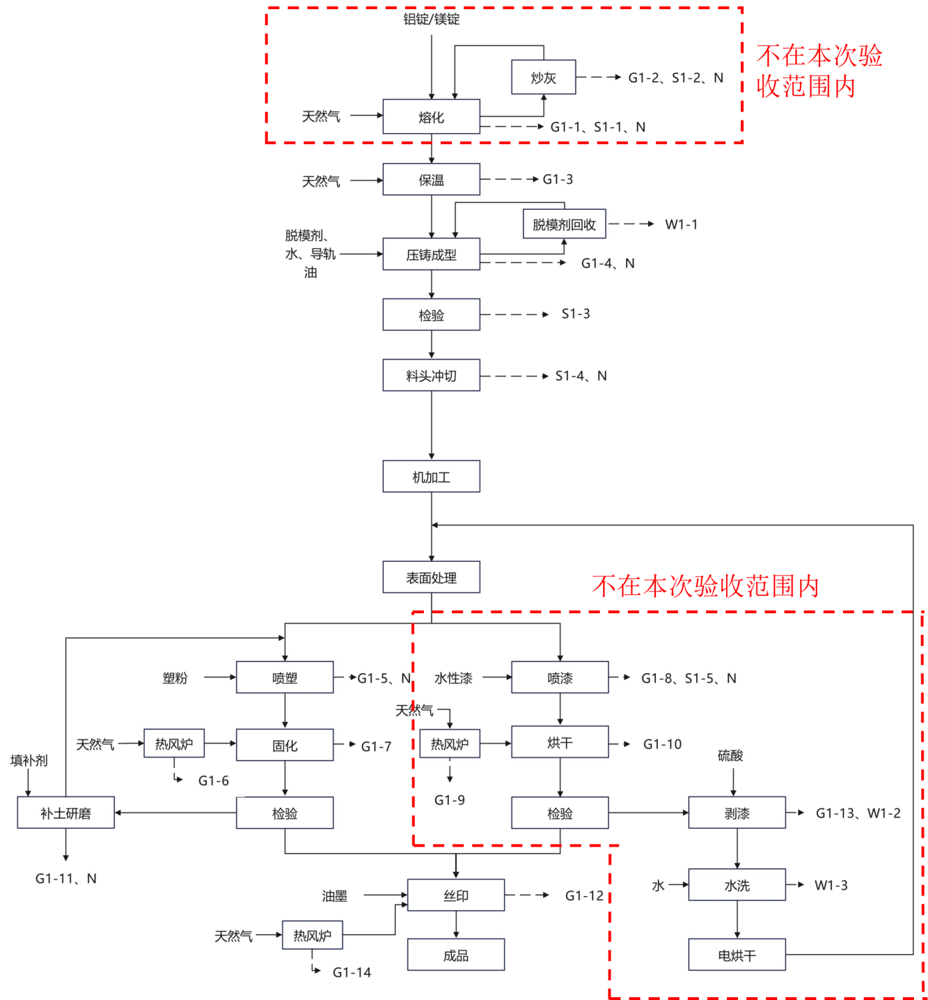 铝锭/镁锭
不在本次验
收范围内
炒灰
G1-2、S1-2、N
天然气
熔化
G1-1、S1-1、N
天然气
保温
G1-3
脱模剂回收
W1-1
脱模剂、
水、导轨
油
压铸成型
G1-4、N
检验
S1-3
料头冲切
S1-4、N
机加工
表面处理
不在本次验收范围内
塑粉
喷塑
G1-5、N
水性漆
喷漆
G1-8、S1-5、N
天然气
天然气
热风炉
固化
G1-7
热风炉
烘干
G1-10
填补剂
G1-6
G1-9
硫酸
补土研磨
检验
检验
剥漆
G1-13、W1-2
G1-11、N
油墨
丝印
G1-12
水
水洗
W1-3
天然气
热风炉
成品
电烘干
G1-14